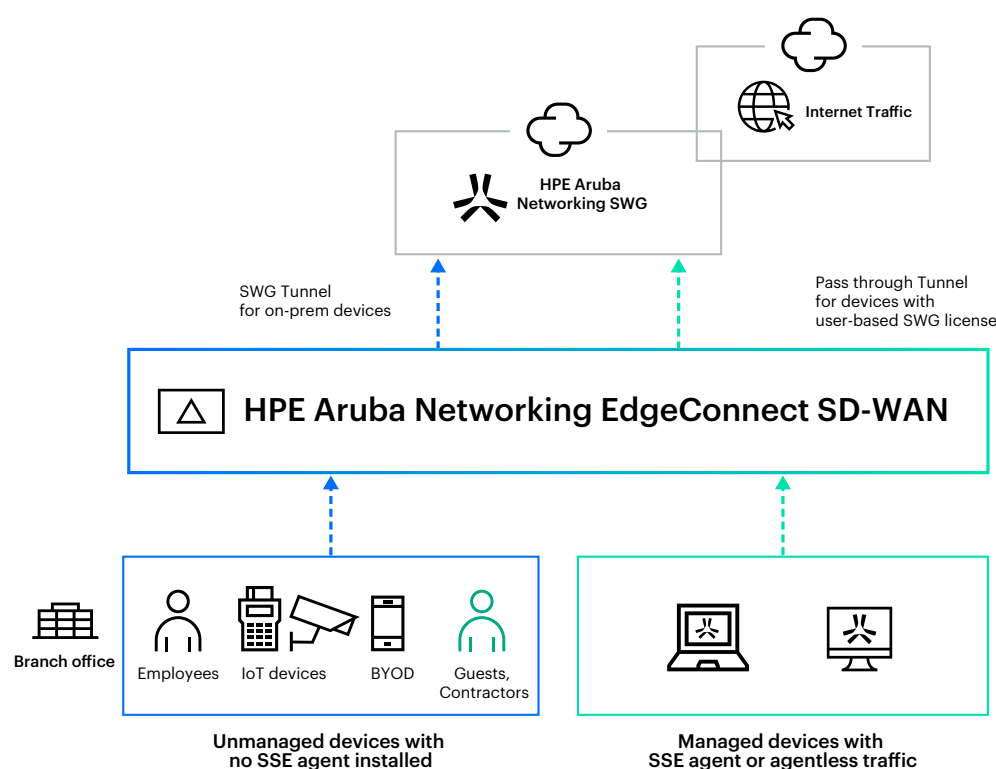 Internet Traffic
HPE Aruba
Networking SWG
SWG Tunnel
for on-prem devices
Pass through Tunnel
for devices with
user-based SWG license
HPE Aruba Networking EdgeConnect SD-WAN
Branch office
Employees
IoT devices
BYOD
Guests,
Contractors
Unmanaged devices with
no SSE agent installed
Managed devices with
SSE agent or agentless traffic